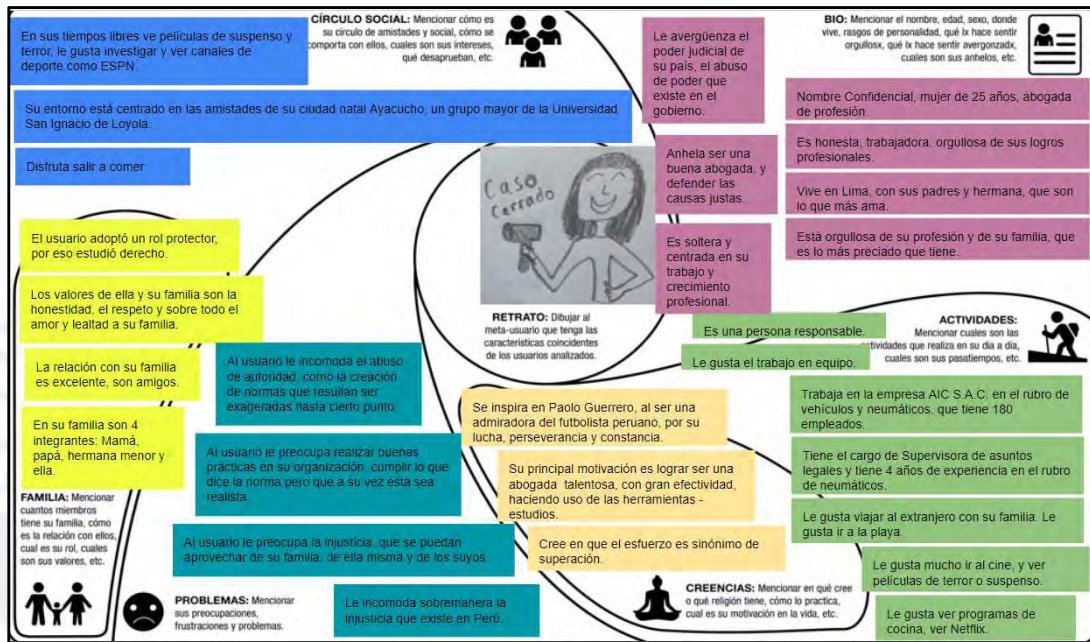 En sus tiempos libres ve películas de suspenso y
terror, le gusta investigar y ver canales de
deporte como ESPN.
Su entorno está centrado en las amistades de su ciudad natal Ayacucho, un grupo mayor de la Universidad
San Ignacio de Loyola.
Disfruta salir a comer
CÍRCULO SOCIAL: Mencionar cómo es
su círculo de amistades y social, cómo se
comporta con ellos, cuales son sus intereses,
qué desaprueban, etc.
Le avergüenza el
poder judicial de
su país, el abuso
de poder que
existe en el
gobierno.
Anhela ser una
buena abogada, y
defender las
causas justas.
Es soltera y
centrada en su
trabajo y
crecimiento
profesional.
BIO: Mencionar el nombre, edad, sexo, donde
vive, rasgos de personalidad, qué lx hace sentir
orgullosx, qué lx hace sentir avergonzadx,
cuales son sus anhelos, etc.
Nombre Confidencial, mujer de 25 años, abogada
de profesión.
Es honesta, trabajadora, orgullosa de sus logros
profesionales.
Vive en Lima, con sus padres y hermana, que son
lo que más ama.
Está orgullosa de su profesión y de su familia, que
es lo más preciado que tiene.
Caso
Cerrado
RETRATO: Dibujar al
meta-usuario que tenga las
características coincidentes
de los usuarios analizados.
El usuario adoptó un rol protector,
por eso estudió derecho.
Los valores de ella y su familia son la
honestidad, el respeto y sobre todo el
amor y lealtad a su familia.
La relación con su familia
es excelente, son amigos.
En su familia son 4
integrantes: Mamá,
papá, hermana menor y
ella.
FAMILIA: Mencionar
cuantos miembros
tiene su familia, cómo
es la relación con ellos,
cual es su rol, cuales
son sus valores, etc.
Al usuario le incomoda el abuso
de autoridad, como la creación
de normas que resultan ser
exageradas hasta cierto punto.
Al usuario le preocupa realizar buenas
prácticas en su organización, cumplir lo que
dice la norma pero que a su vez ésta sea
realista.
Al usuario le preocupa la injusticia, que se puedan
aprovechar de su familia, de ella misma y de los suyos.
Le incomoda sobremanera la
injusticia que existe en Perú.
PROBLEMAS: Mencionar
sus preocupaciones,
frustraciones y problemas.
Se inspira en Paolo Guerrero, al ser una
admiradora del futbolista peruano, por su
lucha, perseverancia y constancia.
Su principal motivación es lograr ser una
abogada talentosa, con gran efectividad,
haciendo uso de las herramientas -
estudios.
Cree en que el esfuerzo es sinónimo de
superación.
CREENCIAS: Mencionar en qué cree
o qué religión tiene, cómo lo practica,
cual es su motivación en la vida, etc.
Es una persona responsable.
Le gusta el trabajo en equipo.
ACTIVIDADES:
Mencionar cuales son las
actividades que realiza en su día a día,
cuales son sus pasatiempos, etc.
Trabaja en la empresa AIC S.A.C. en el rubro de
vehículos y neumáticos, que tiene 180
empleados.
Tiene el cargo de Supervisora de asuntos
legales y tiene 4 años de experiencia en el rubro
de neumáticos.
Le gusta viajar al extranjero con su familia. Le
gusta ir a la playa.
Le gusta mucho ir al cine, y ver
películas de terror o suspenso.
Le gusta ver programas de
cocina, ver Netflix.